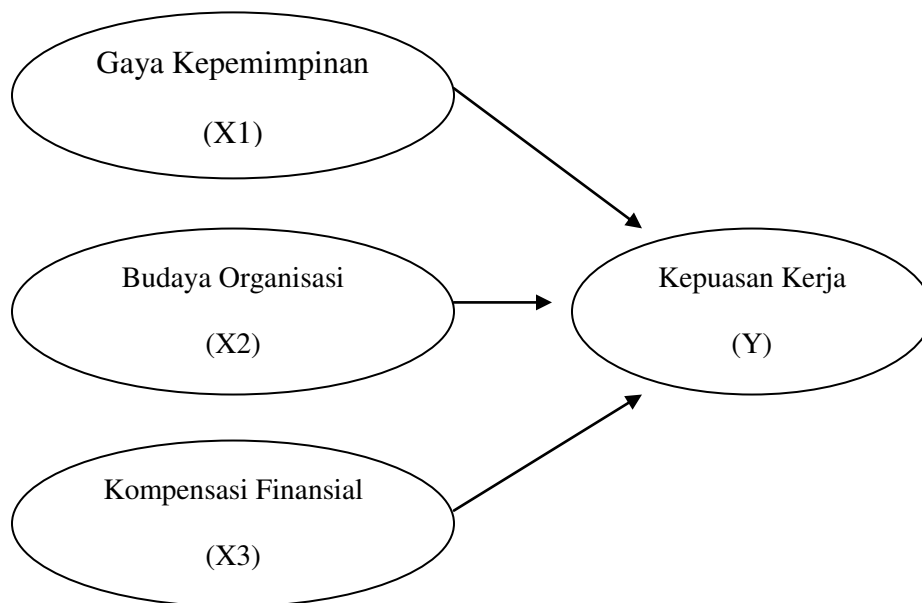 Gaya Kepemimpinan
(X1)
Budaya Organisasi
(X2)
Kepuasan Kerja
(Y)
Kompensasi Finansial
(X3)